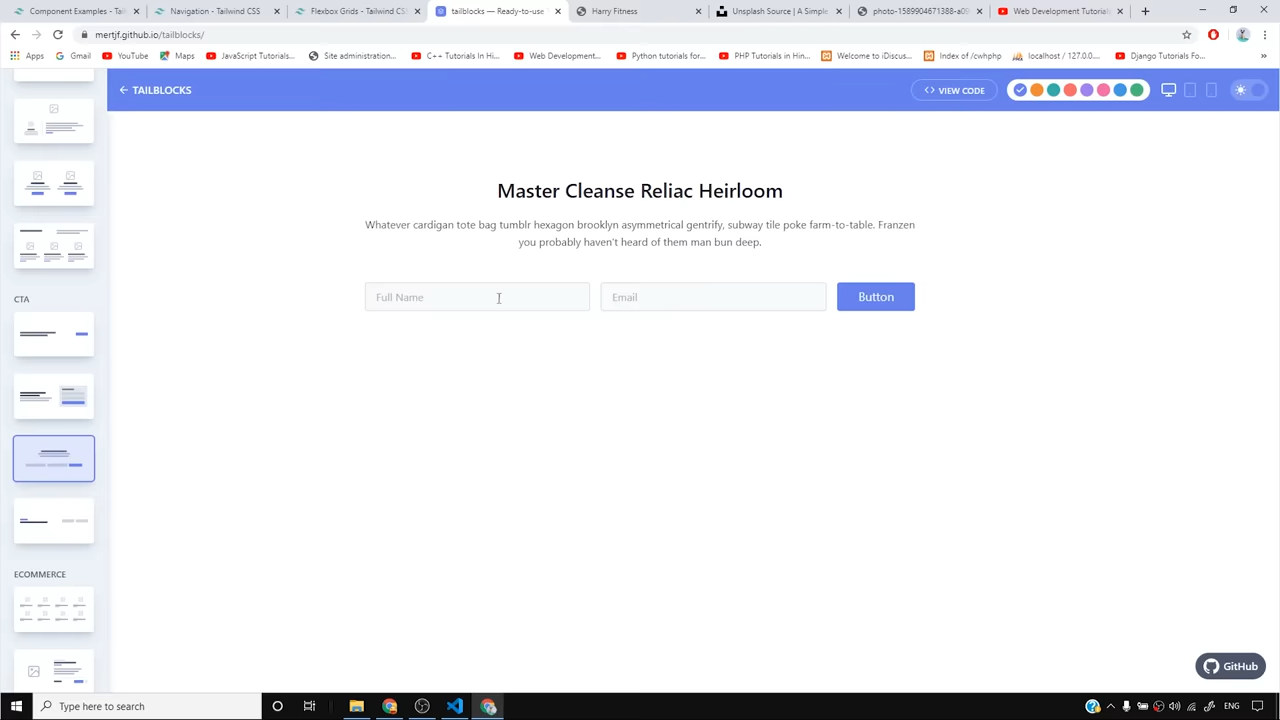 Component Examples - Tailwind C
Navigation - Tailwind CSS
Flexbox Grids - Tailwind CSS
tailblocks — Ready-to-use
Harry Fitness
Unsplash Source | A Simple
photo-1589904671388-a08
Web Development Tutorials
mertjf.github.io/tailblocks/
Apps
Gmail
YouTube
Maps
JavaScript Tutorials...
Site administration...
C++ Tutorials In Hi...
Web Development...
Python tutorials for...
PHP Tutorials in Hin...
Welcome to iDiscus...
Index of /cwhphp
localhost / 127.0.0....
Django Tutorials Fo...
TAILBLOCKS
VIEW CODE
Master Cleanse Reliac Heirloom
Whatever cardigan tote bag tumblr hexagon brooklyn asymmetrical gentrify, subway tile poke farm-to-table. Franzen
you probably haven't heard of them man bun deep.
Full Name
Email
Button
CTA
ECOMMERCE
GitHub
Type here to search
ENG